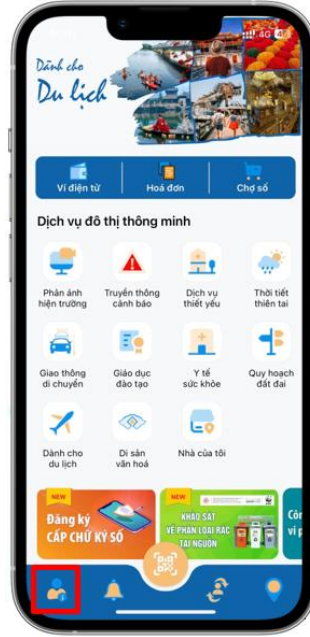 4G
Dành cho
Du lịch
Ví điện tử
Hoá đơn
Chợ số
Dịch vụ đô thị thông minh
Phản ánh
hiện trường
Truyền thông
cảnh báo
Dịch vụ
thiết yếu
Thời tiết
thiên tai
Giao thông
di chuyển
Giáo dục
đào tạo
Y tế
sức khỏe
Quy hoạch
đất đai
Dành cho
du lịch
Di sản
văn hoá
Nhà của tôi
NEW
Đăng ký
CẤP CHỮ KÝ SỐ
NEW
KHẢO SÁT
VỀ PHÂN LOẠI RÁC
TẠI NGUỒN